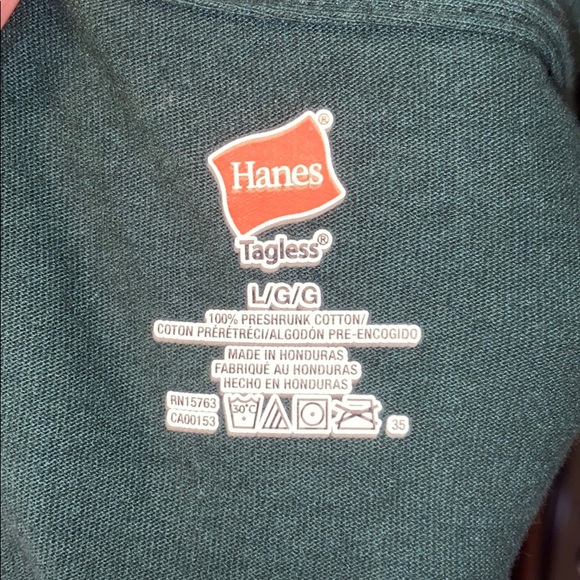 Hanes®
Tagless®
L/G/G
100% PRESHRUNK COTTON/
COTON PRÉRÉTRÉCI/ALGODÓN PRE-ENCOGIDO
MADE IN HONDURAS
FABRIQUÉ AU HONDURAS
HECHO EN HONDURAS
RN15763
CA00153
30°C
35